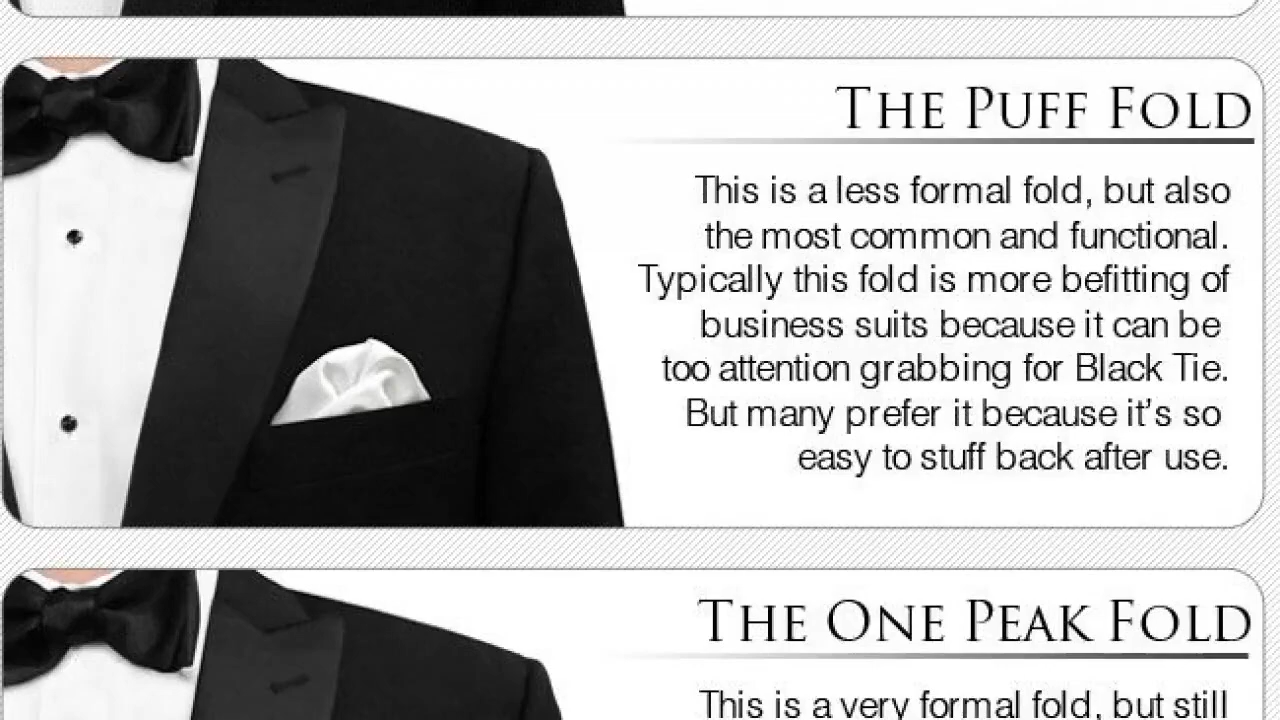 THE PUFF FOLD
This is a less formal fold, but also
the most common and functional.
Typically this fold is more befitting of
business suits because it can be
too attention grabbing for Black Tie.
But many prefer it because it's so
easy to stuff back after use.
THE ONE PEAK FOLD
This is a very formal fold, but still